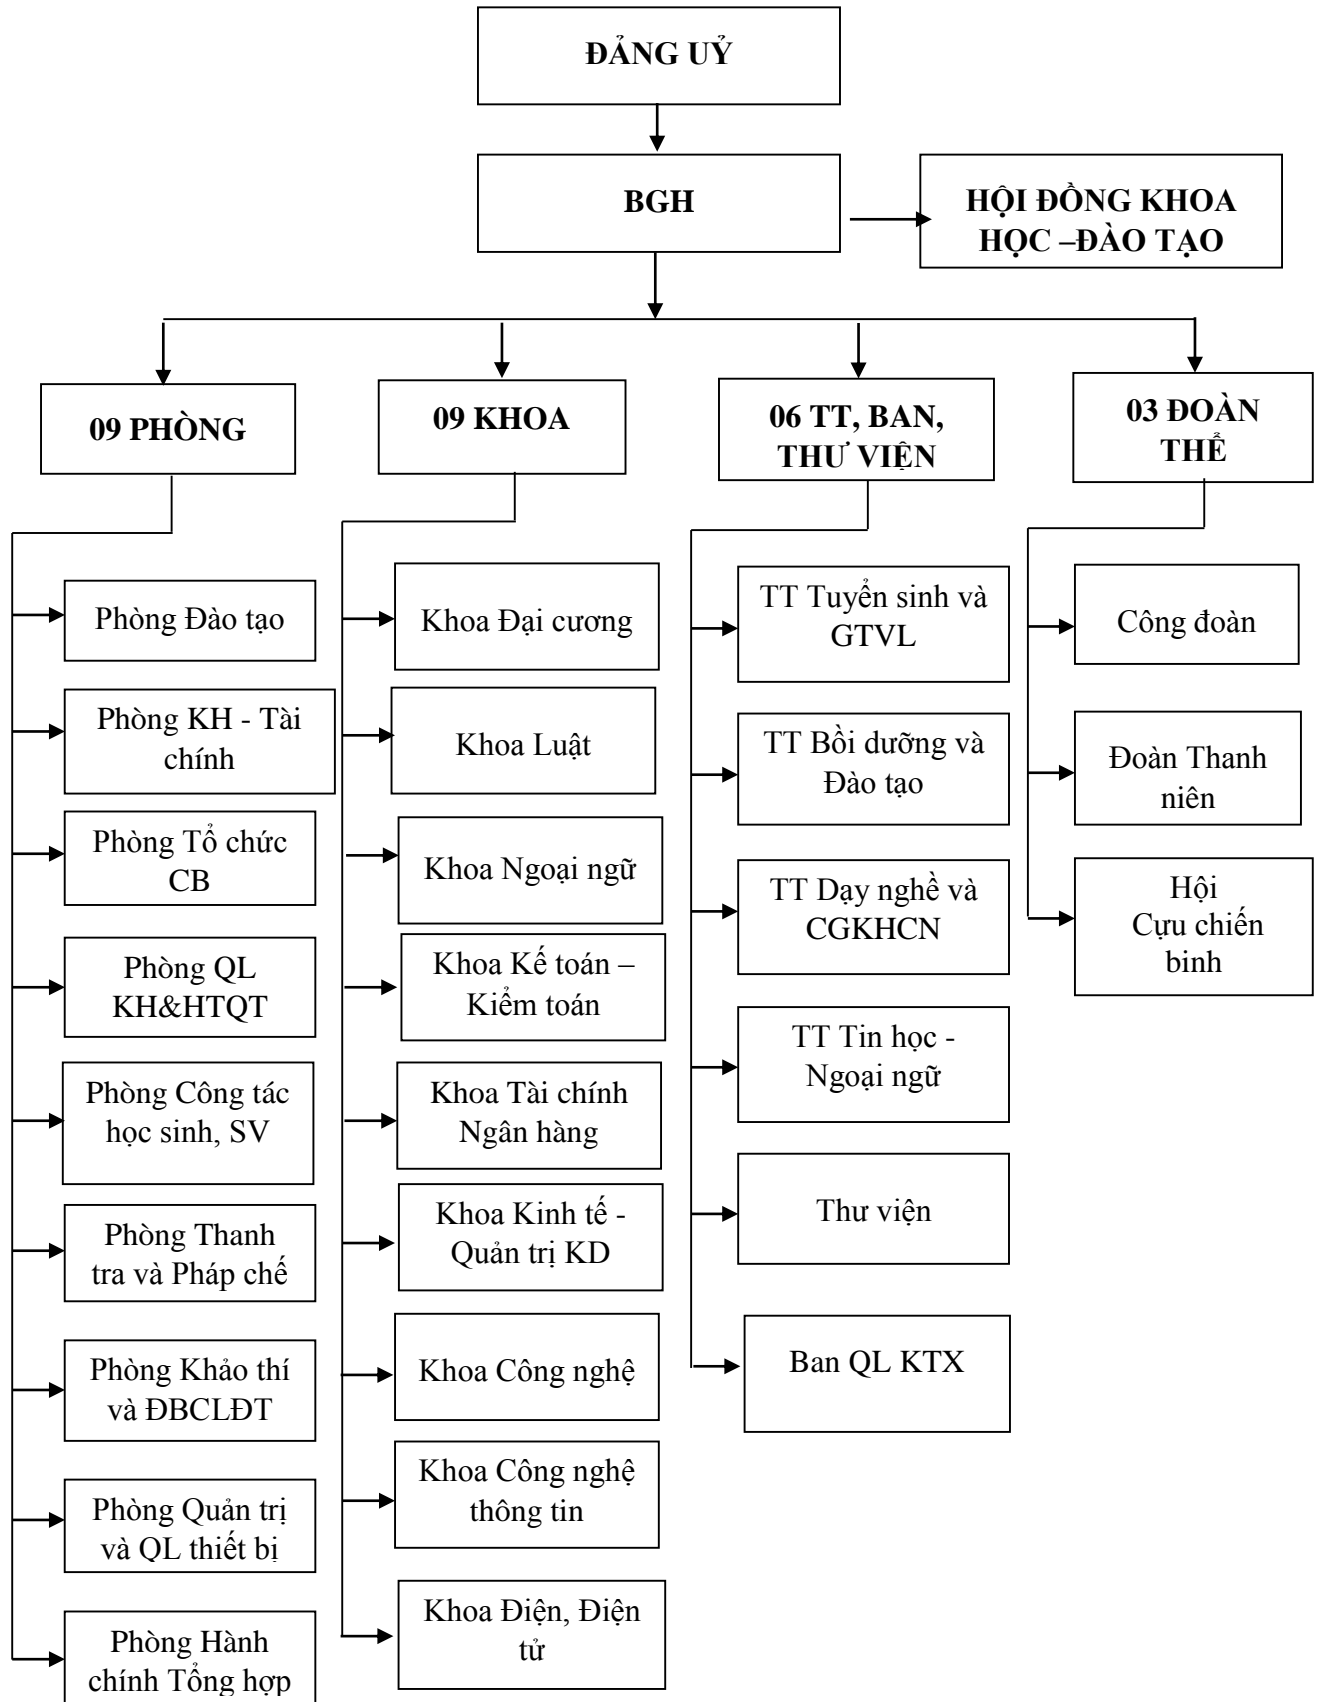 ĐẢNG UỶ
BGH
HỘI ĐỒNG KHOA
HỌC –ĐÀO TẠO
09 PHÒNG
09 KHOA
06 TT, BAN,
THƯ VIỆN
03 ĐOÀN
THỂ
Phòng Đào tạo
Phòng KH - Tài
chính
Phòng Tổ chức
CB
Phòng QL
KH&HTQT
Phòng Công tác
học sinh, SV
Phòng Thanh
tra và Pháp chế
Phòng Khảo thí
và ĐBCLĐT
Phòng Quản trị
và QL thiết bị
Phòng Hành
chính Tổng hợp
Khoa Đại cương
Khoa Luật
Khoa Ngoại ngữ
Khoa Kế toán –
Kiểm toán
Khoa Tài chính
Ngân hàng
Khoa Kinh tế -
Quản trị KD
Khoa Công nghệ
Khoa Công nghệ
thông tin
Khoa Điện, Điện
tử
TT Tuyển sinh và
GTVL
TT Bồi dưỡng và
Đào tạo
TT Dạy nghề và
CGKHCN
TT Tin học -
Ngoại ngữ
Thư viện
Ban QL KTX
Công đoàn
Đoàn Thanh
niên
Hội
Cựu chiến
binh